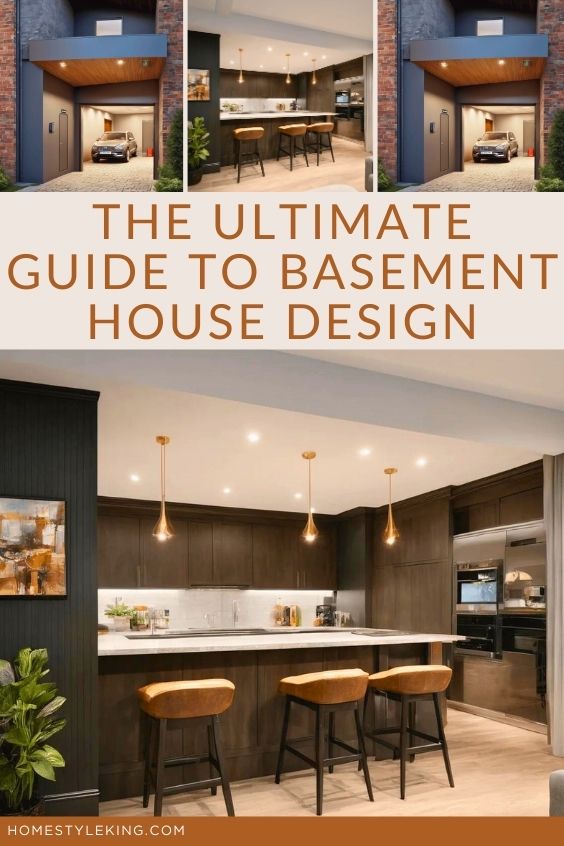 THE ULTIMATE
GUIDE TO BASEMENT
HOUSE DESIGN
HOMESTYLEKING.COM